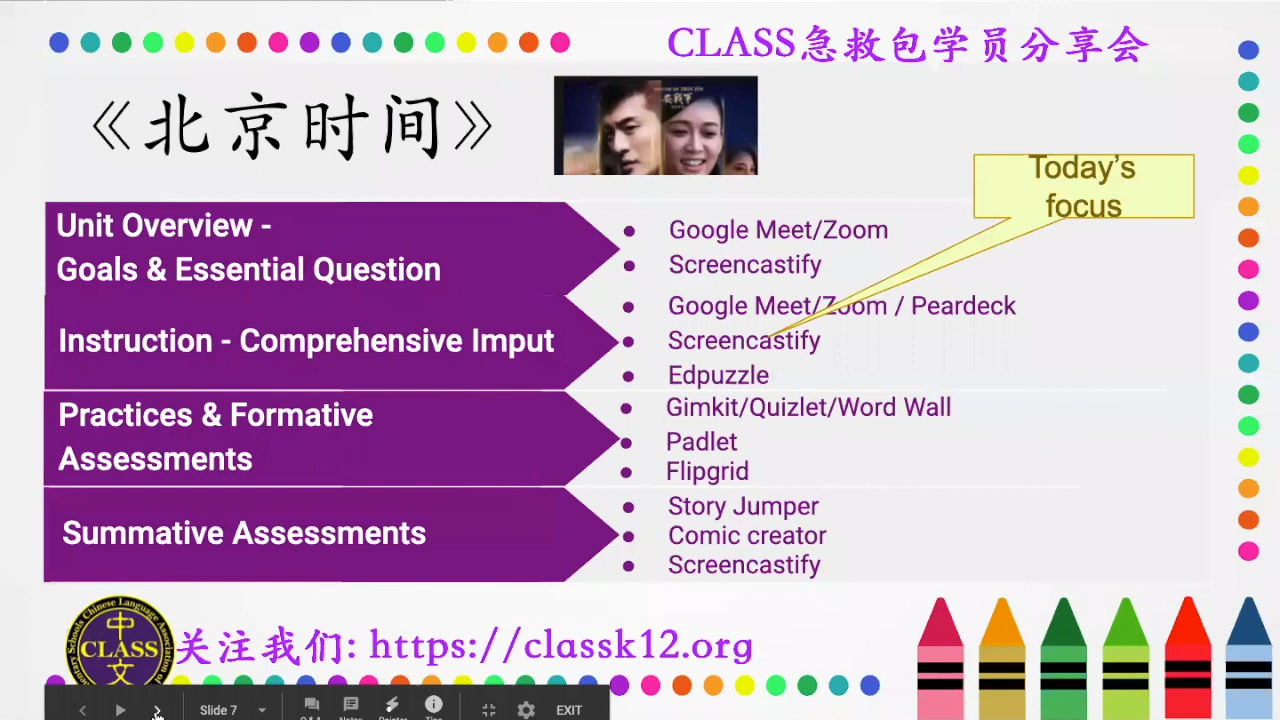 CLASS急救包学员分享会
《北京时间》
Today's
focus
Unit Overview -
Goals & Essential Question
Google Meet/Zoom
Screencastify
Instruction - Comprehensive Imput
Google Meet/Zoom / Peardeck
Screencastify
Edpuzzle
Practices & Formative
Assessments
Gimkit/Quizlet/Word Wall
Padlet
Flipgrid
Summative Assessments
Story Jumper
Comic creator
Screencastify
中
CLASS
文
关注我们: https://classk12.org
Slide 7
EXIT